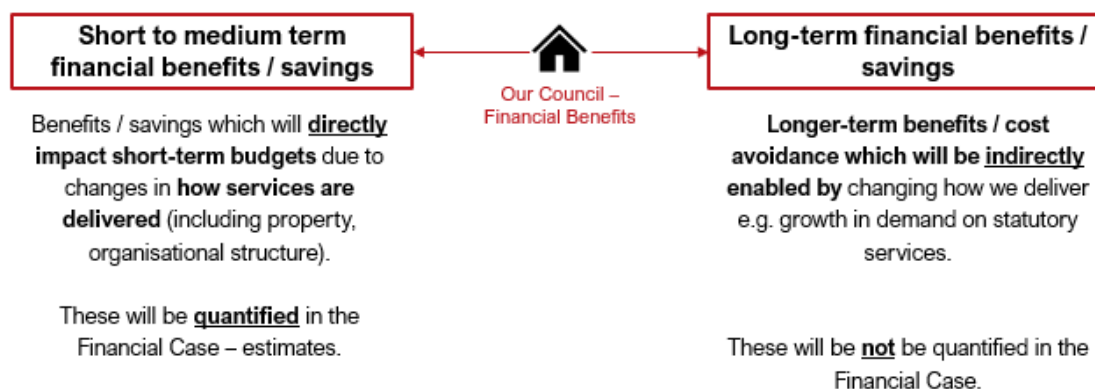 Short to medium term
financial benefits / savings
Benefits / savings which will directly
impact short-term budgets due to
changes in how services are
delivered (including property,
organisational structure).
These will be quantified in the
Financial Case – estimates.
Our Council –
Financial Benefits
Long-term financial benefits /
savings
Longer-term benefits / cost
avoidance which will be indirectly
enabled by changing how we deliver
e.g. growth in demand on statutory
services.
These will be not be quantified in the
Financial Case.